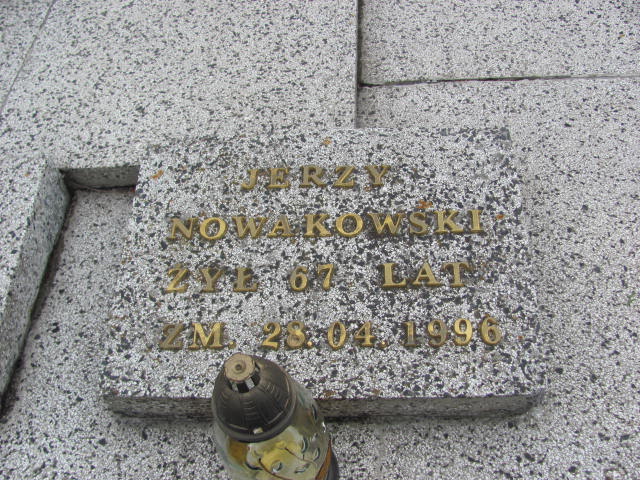 JERZY
NOWAKOWSKI
ŻYŁ 67 LAT
ZM. 28.04.1996